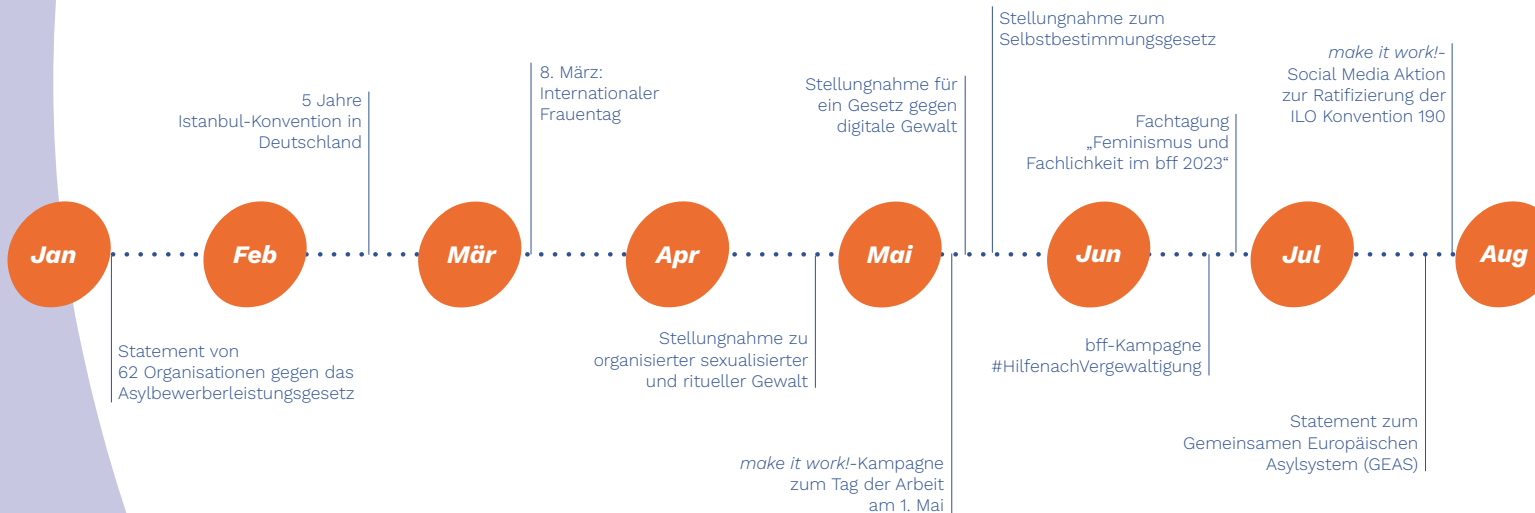 Stellungnahme zum
Selbstbestimmungsgesetz
make it work!-
Social Media Aktion
zur Ratifizierung der
ILO Konvention 190
8. März:
Internationaler
Frauentag
Stellungnahme für
ein Gesetz gegen
digitale Gewalt
5 Jahre
Istanbul-Konvention in
Deutschland
Fachtagung
„Feminismus und
Fachlichkeit im bff 2023“
Jan
Feb
Mär
Apr
Mai
Jun
Jul
Aug
Statement von
62 Organisationen gegen das
Asylbewerberleistungsgesetz
Stellungnahme zu
organisierter sexualisierter
und ritueller Gewalt
bff-Kampagne
#HilfenachVergewaltigung
Statement zum
Gemeinsamen Europäischen
Asylsystem (GEAS)
make it work!-Kampagne
zum Tag der Arbeit
am 1. Mai